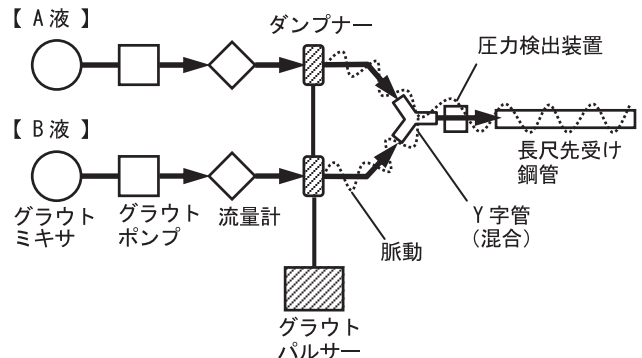 【A液】
ダンプナー
圧力検出装置
【B液】
長尺先受け
鋼管
グラウト
ミキサ
グラウト
ポンプ
流量計
Y字管
(混合)
脈動
グラウト
パルサー